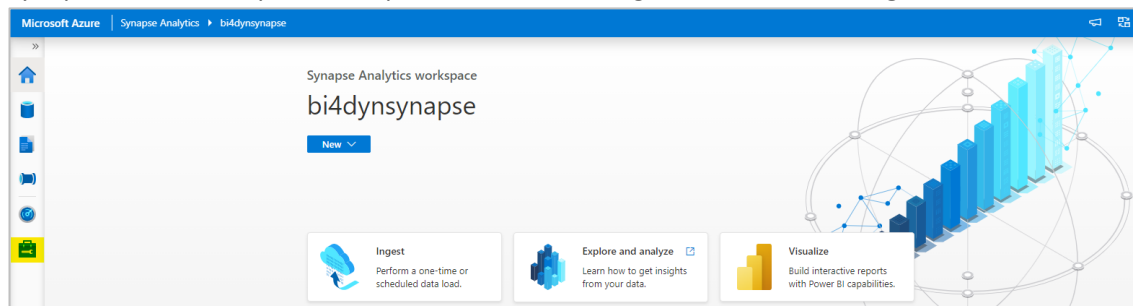 Microsoft Azure Synapse Analytics bi4dynsynapse
»
Synapse Analytics workspace
bi4dynsynapse
New
Ingest
Perform a one-time or
scheduled data load.
Explore and analyze
Learn how to get insights
from your data.
Visualize
Build interactive reports
with Power BI capabilities.